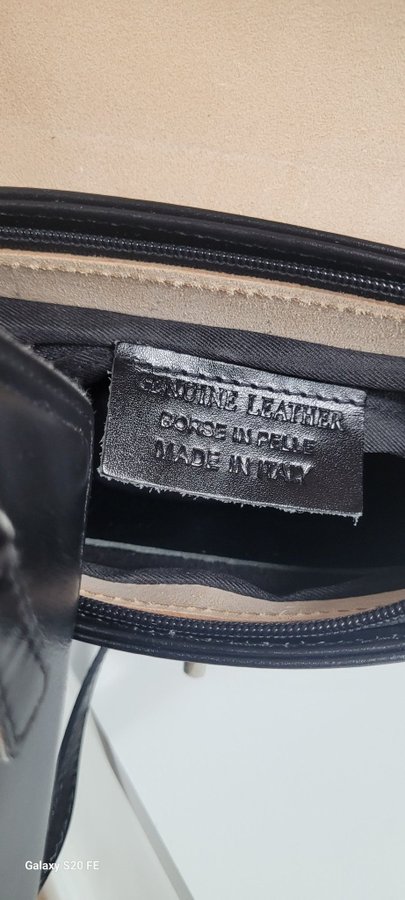 GENUINE LEATHER
BORSE IN PELLE
MADE IN ITALY
Galaxy S20 FE